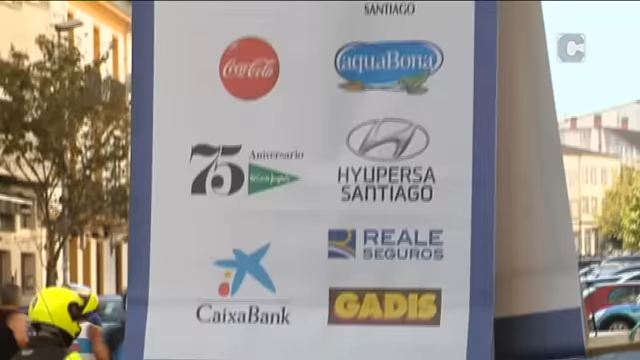 SANTIAGO
Coca-Cola
aquaBona
75 Aniversario
El Corte Inglés
HYUPERSA
SANTIAGO
REALE
SEGUROS
CaixaBank
GADIS
C